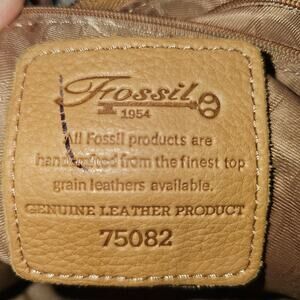 Fossil
1954
All Fossil products are
handcrafted from the finest top
grain leathers available.
GENUINE LEATHER PRODUCT
75082